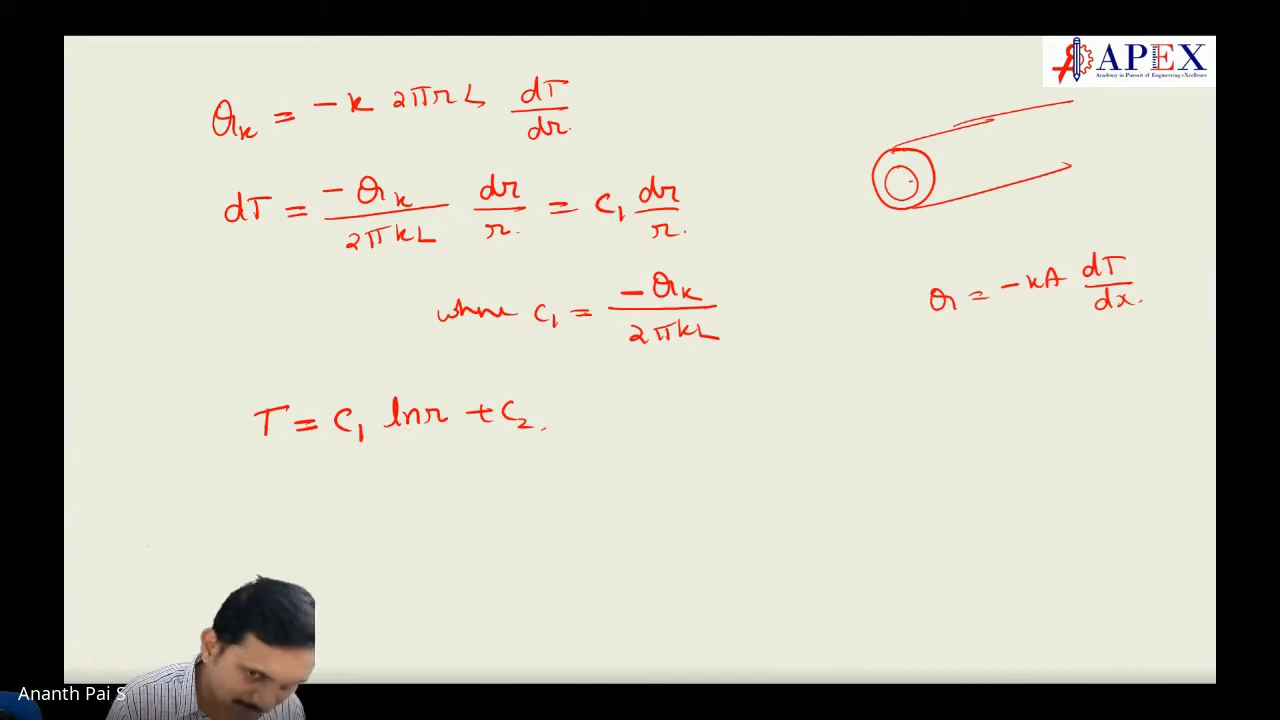 APEX
Academy in Pursuit of Engineering eXcellence
Qk = -k 2πrL dT/dr.
dT = -Qk/2πkL dr/r. = C1 dr/r.
where C1 = -Qk/2πkL
Q = -kA dT/dx.
T = C1 lnr + C2.
Ananth Pai S